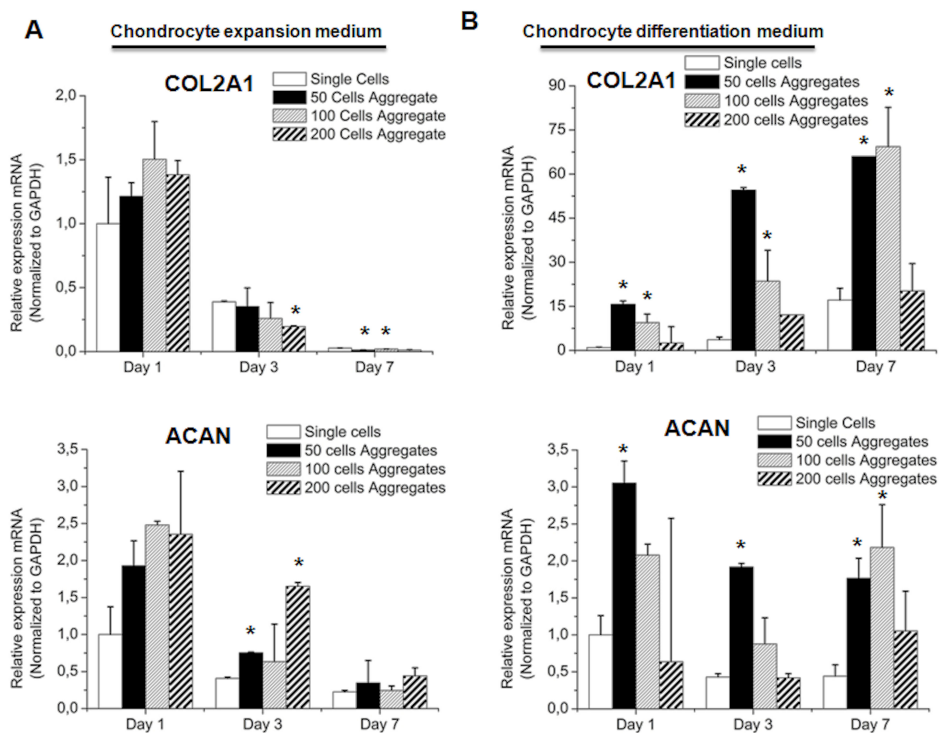 A
Chondrocyte expansion medium
COL2A1
Single Cells
50 Cells Aggregate
100 Cells Aggregate
200 Cells Aggregate
Relative expression mRNA
(Normalized to GAPDH)
2,0
1,5
1,0
0,5
0,0
*
*
*
Day 1
Day 3
Day 7
ACAN
Single cells
50 cells Aggregates
100 cells Aggregates
200 cells Aggregates
Relative expression mRNA
(Normalized to GAPDH)
3,5
3,0
2,5
2,0
1,5
1,0
0,5
0,0
*
*
Day 1
Day 3
Day 7
B
Chondrocyte differentiation medium
COL2A1
Single cells
50 cells Aggregates
100 cells Aggregates
200 cells Aggregates
Relative expression mRNA
(Normalized to GAPDH)
90
75
60
45
30
15
0
*
*
*
*
*
*
Day 1
Day 3
Day 7
ACAN
Single cells
50 cells Aggregates
100 cells Aggregates
200 cells Aggregates
Relative expression mRNA
(Normalized to GAPDH)
3,5
3,0
2,5
2,0
1,5
1,0
0,5
0,0
*
*
*
*
Day 1
Day 3
Day 7